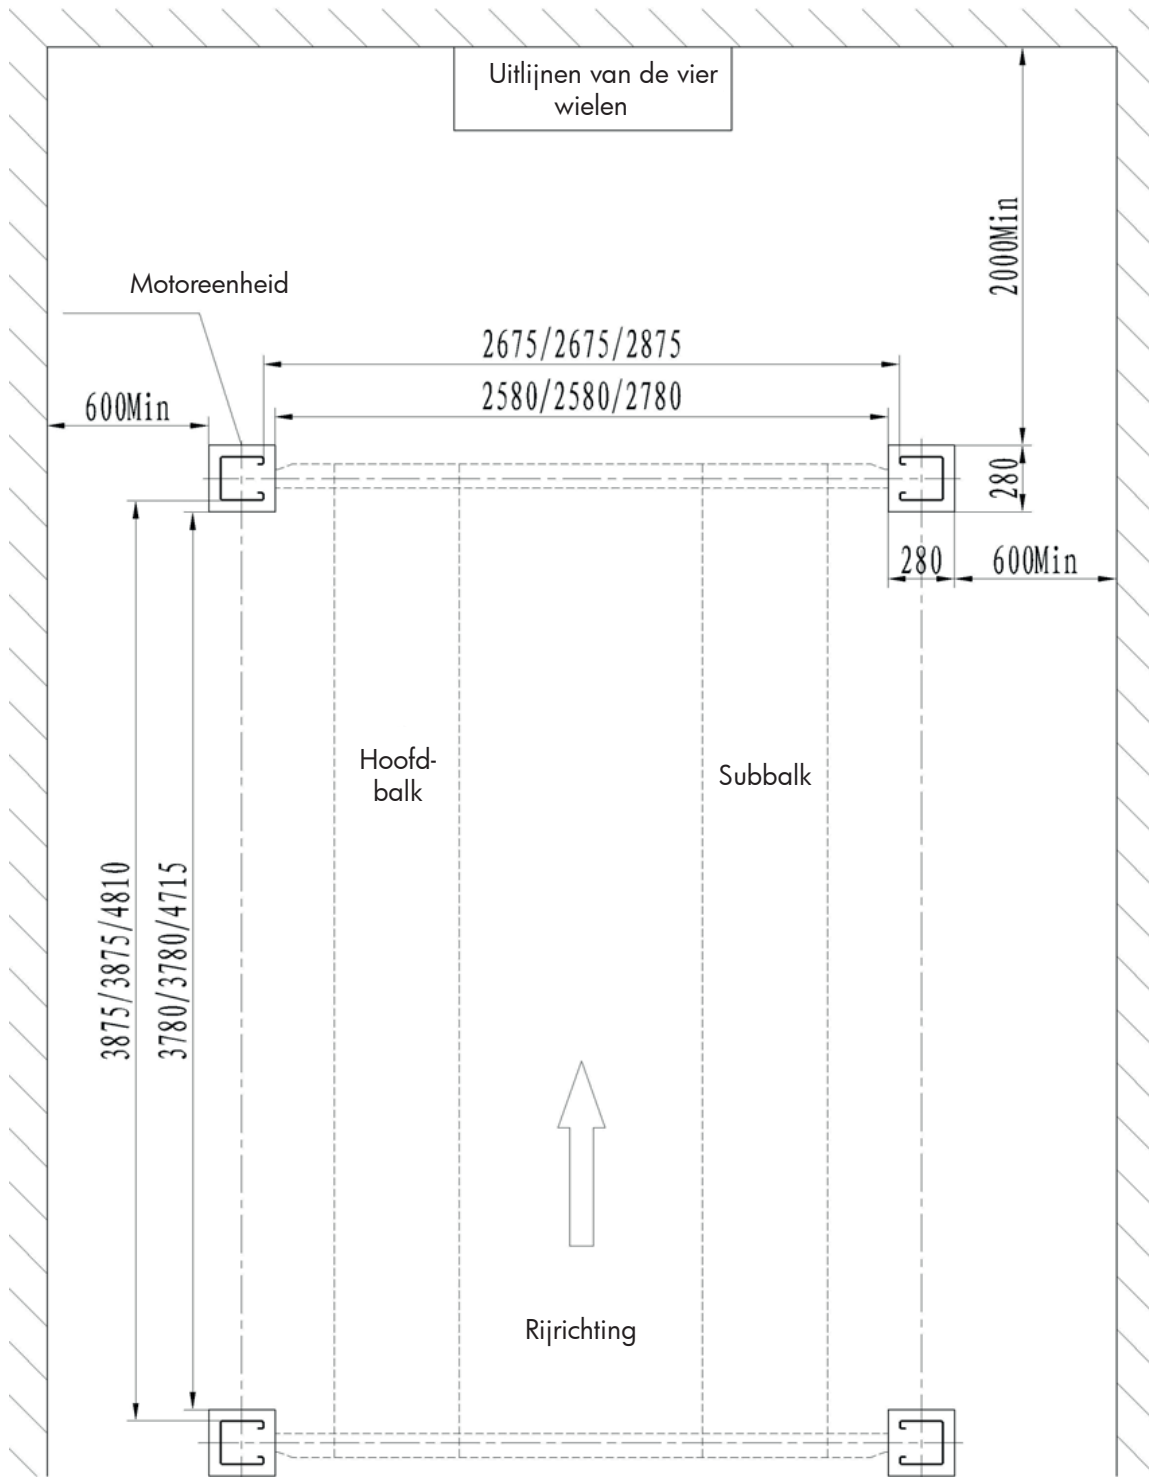 Uitlijnen van de vier
wielen
2000Min
Motoreenheid
2675/2675/2875
2580/2580/2780
600Min
280
280
600Min
Hoofd-
balk
Subbalk
3875/3875/4810
3780/3780/4715
Rijrichting